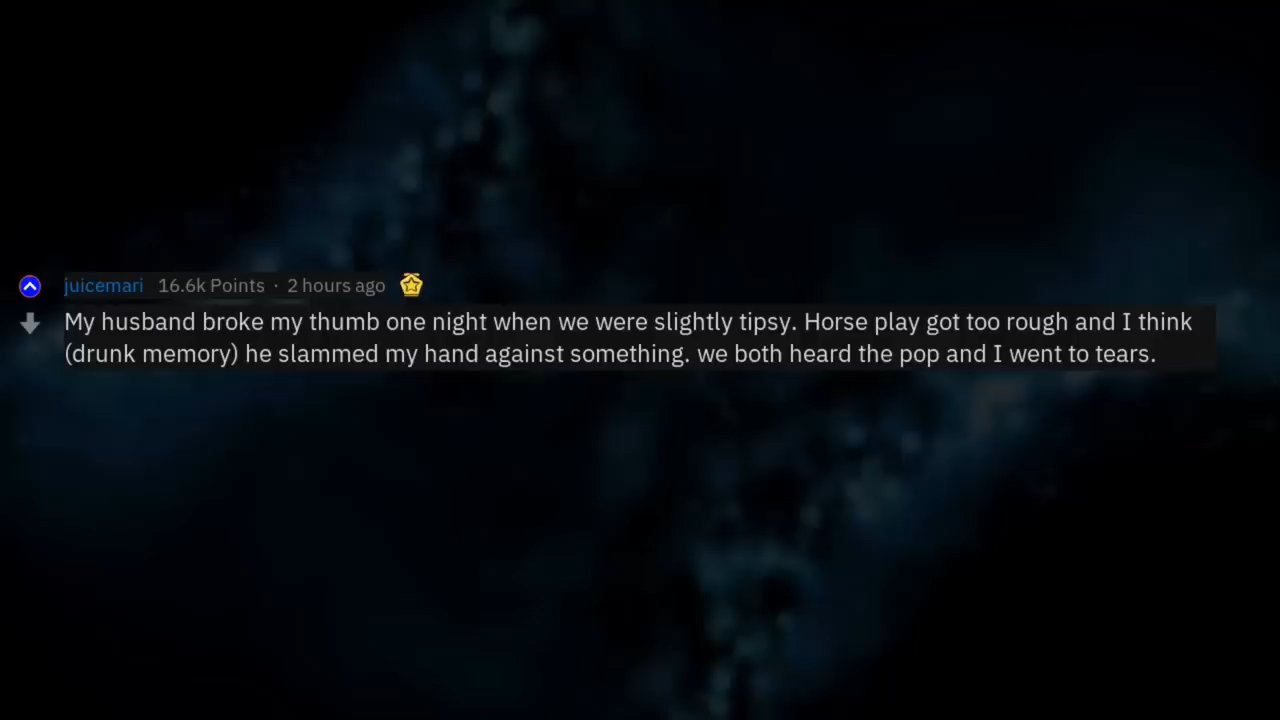 juicemari 16.6k Points · 2 hours ago
My husband broke my thumb one night when we were slightly tipsy. Horse play got too rough and I think
(drunk memory) he slammed my hand against something. we both heard the pop and I went to tears.